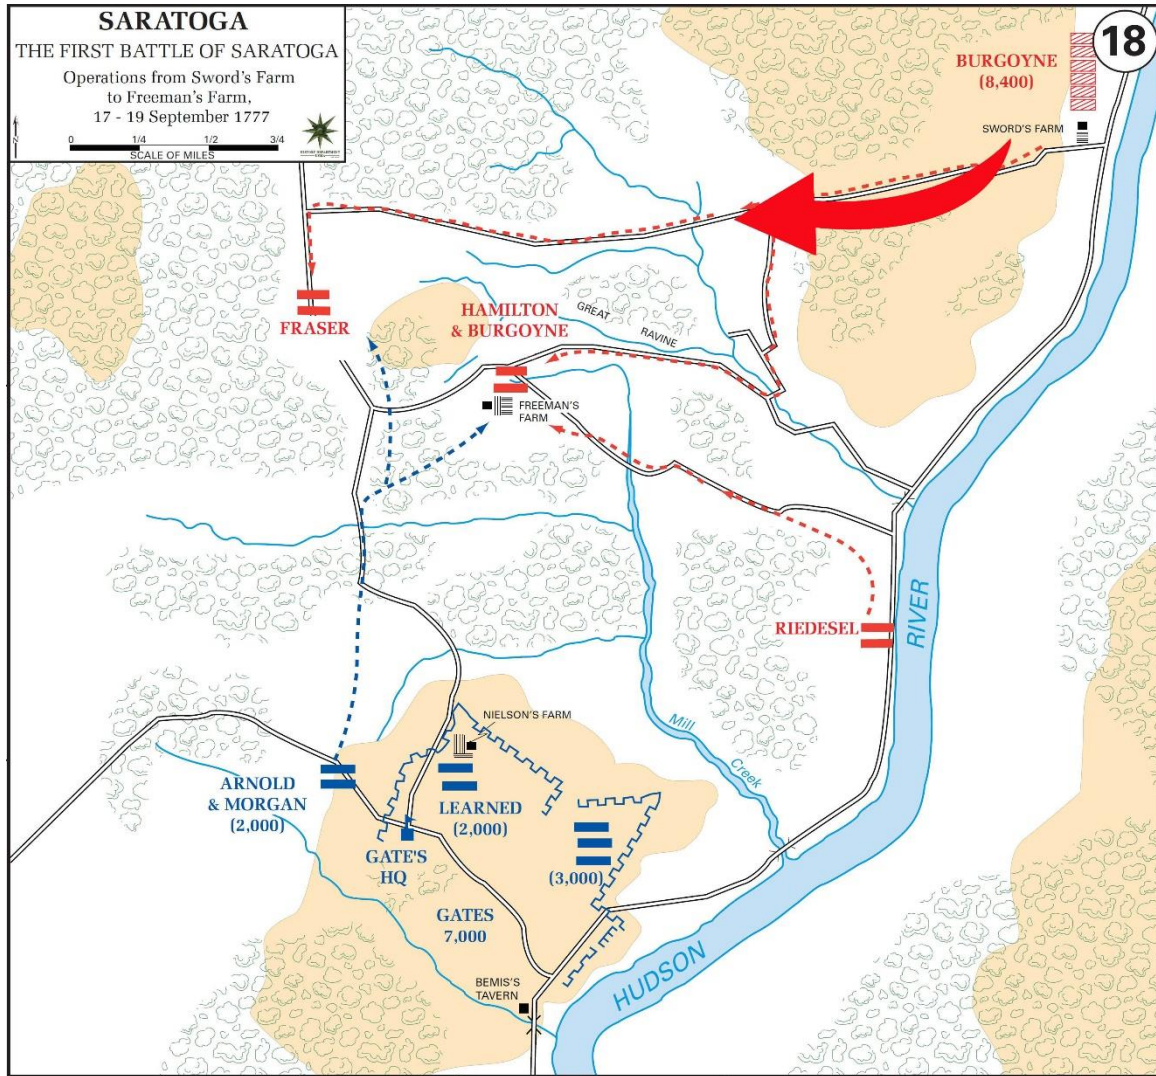 SARATOGA
THE FIRST BATTLE OF SARATOGA
Operations from Sword's Farm
to Freeman's Farm,
17 - 19 September 1777
N
0 1/4 1/2 3/4
SCALE OF MILES
18
BURGOYNE
(8,400)
SWORD'S FARM
FRASER
HAMILTON
& BURGOYNE
GREAT
RAVINE
FREEMAN'S
FARM
RIVER
RIEDESEL
Mill
Creek
NIELSON'S FARM
ARNOLD
& MORGAN
(2,000)
LEARNED
(2,000)
GATE'S
HQ
(3,000)
GATES
7,000
BEMIS'S
TAVERN
HUDSON